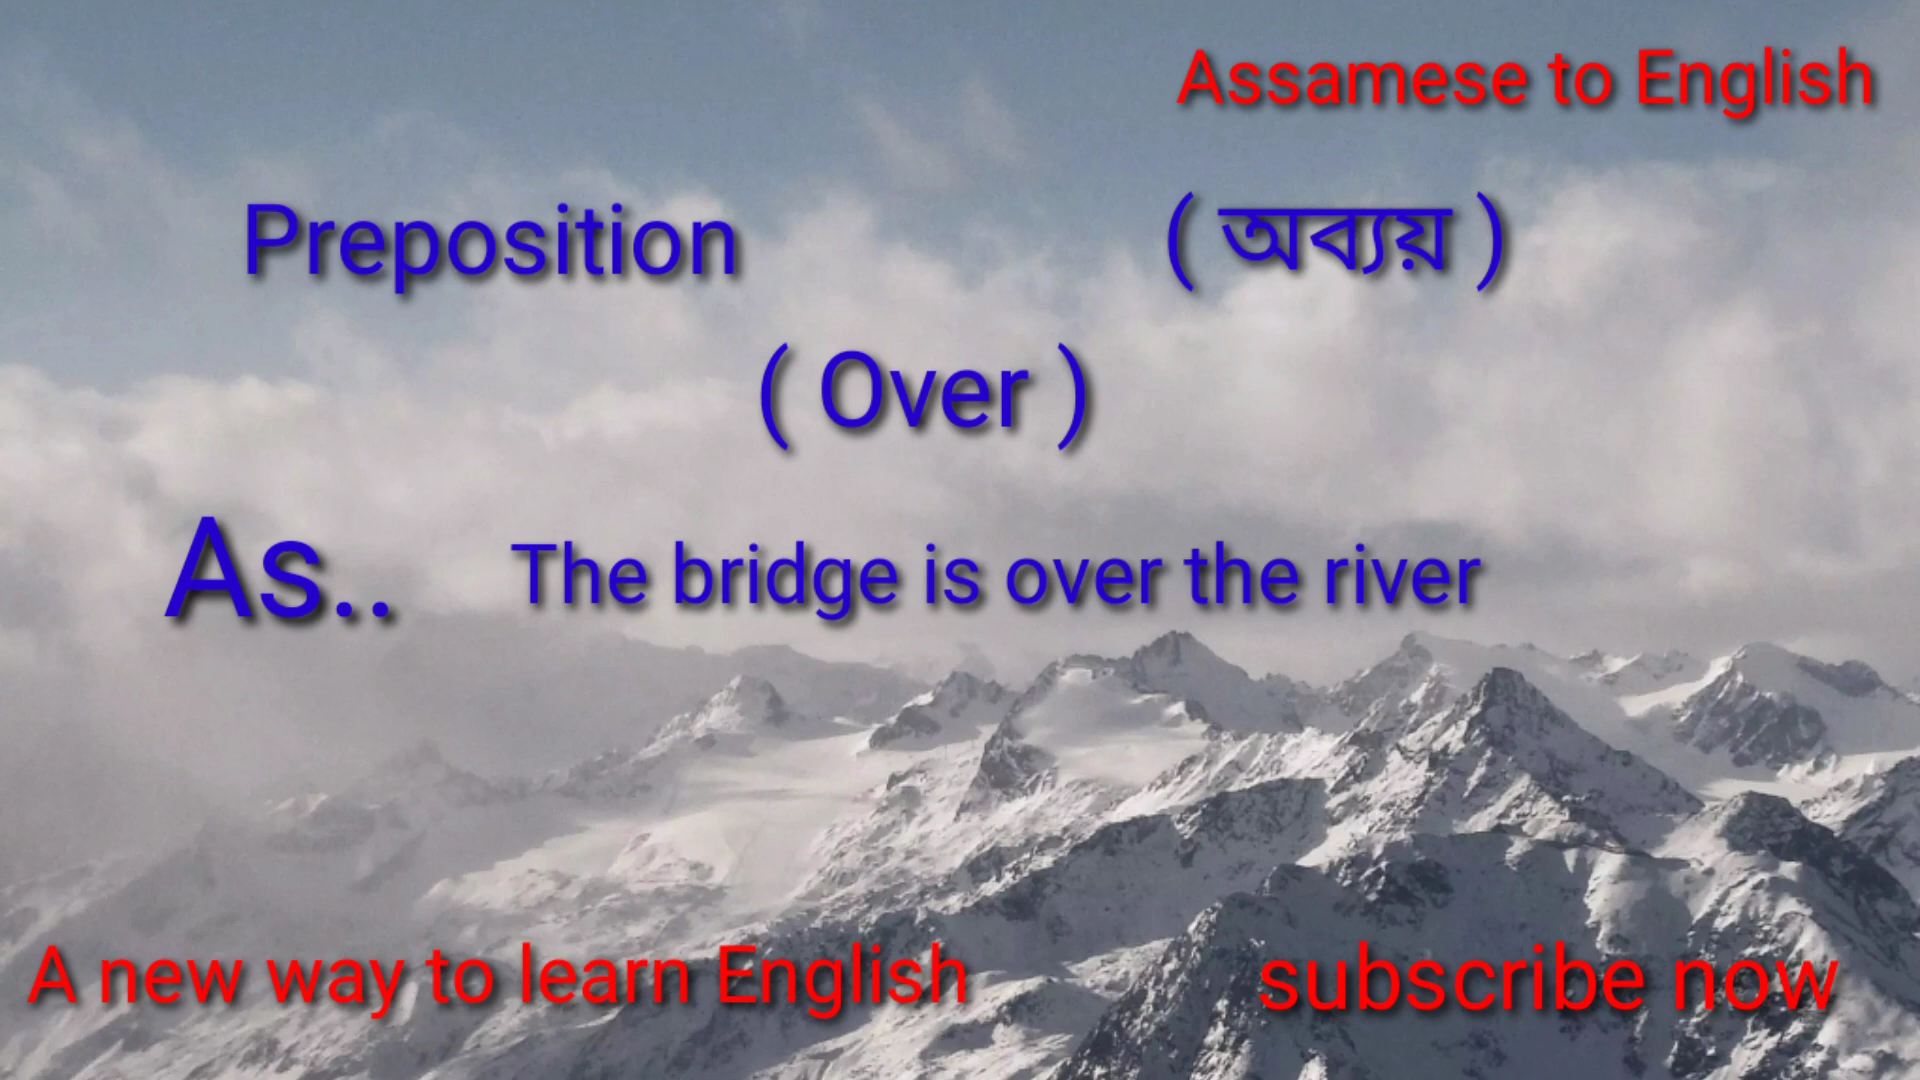 Assamese to English
Preposition ( অব্যয় )
( Over )
As.. The bridge is over the river
A new way to learn English subscribe now